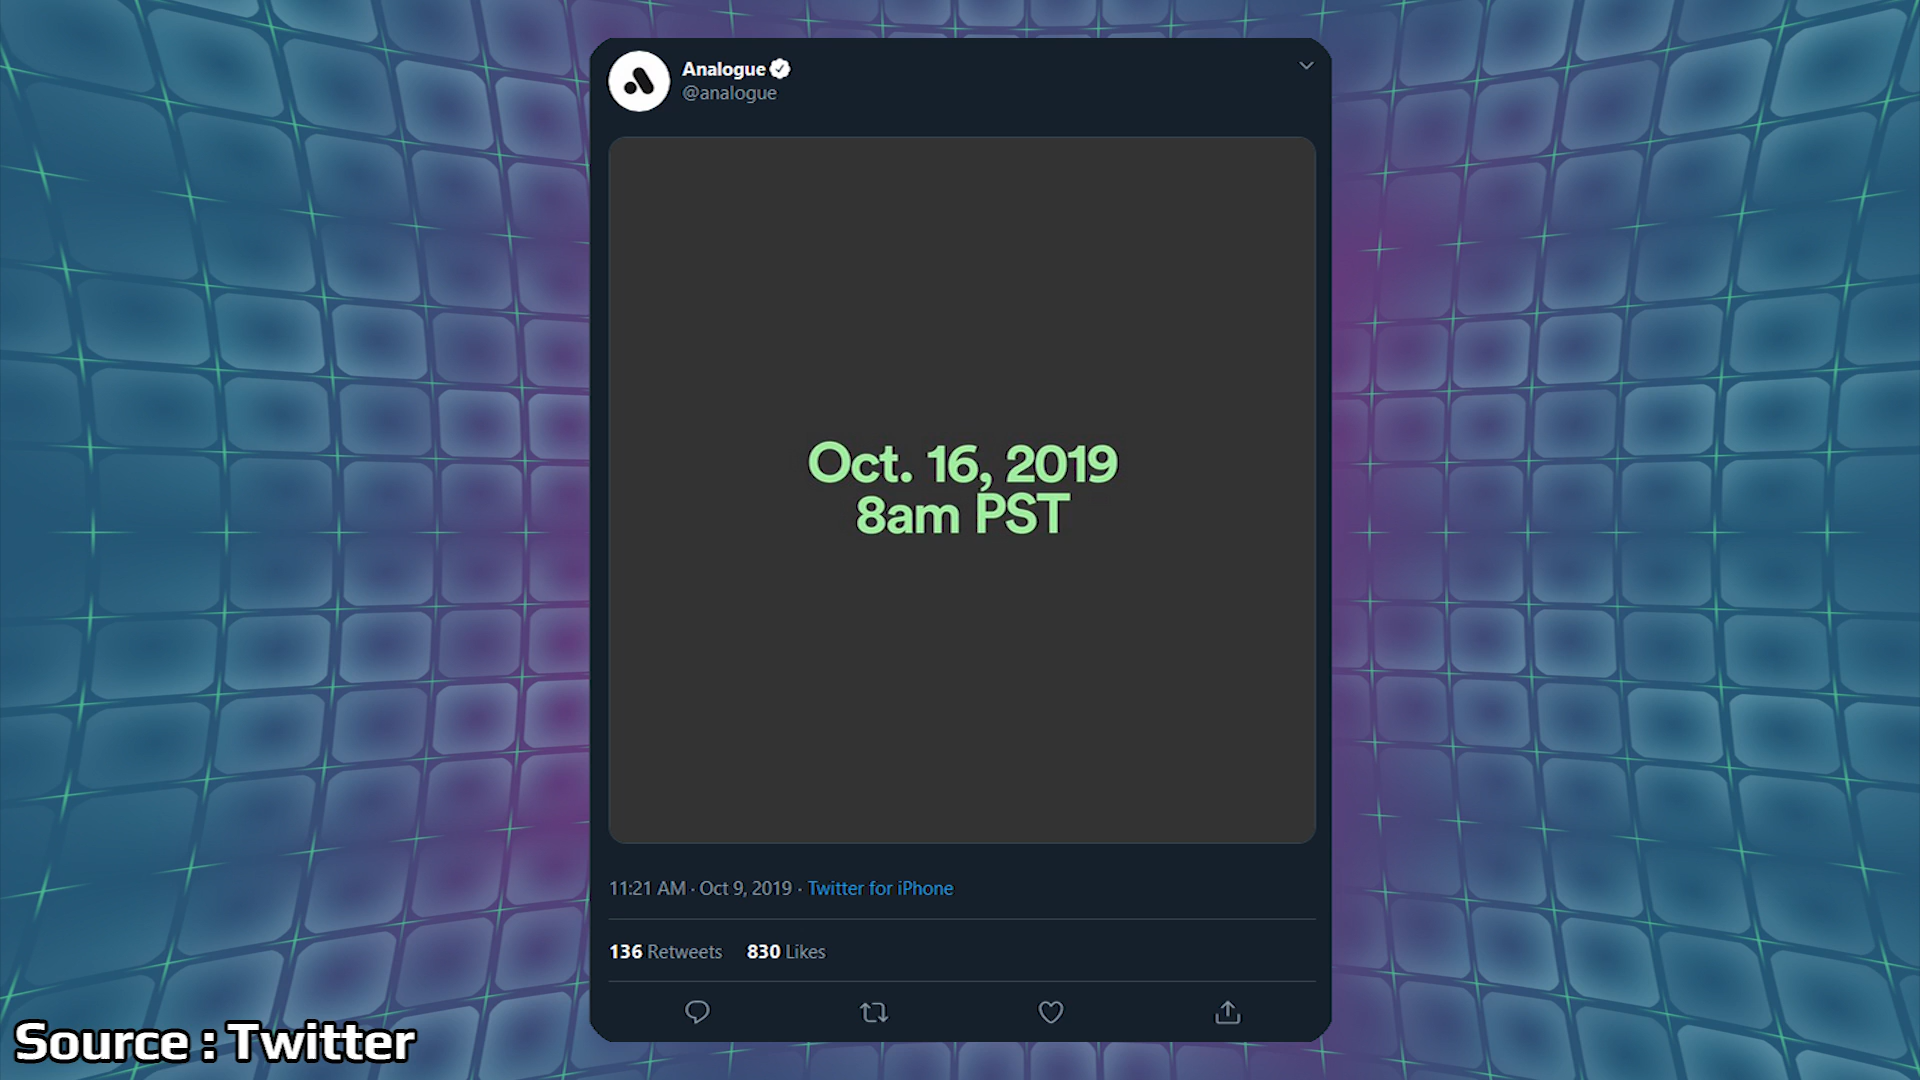 Analogue
@analogue
Oct. 16, 2019
8am PST
11:21 AM · Oct 9, 2019 · Twitter for iPhone
136 Retweets 830 Likes
Source : Twitter